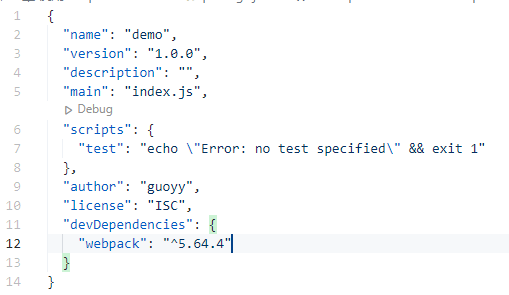 1 {
2 "name": "demo",
3 "version": "1.0.0",
4 "description": "",
5 "main": "index.js",
Debug
6 "scripts": {
7 "test": "echo \"Error: no test specified\" && exit 1"
8 },
9 "author": "guoyy",
10 "license": "ISC",
11 "devDependencies": {
12 "webpack": "^5.64.4"
13 }
14 }